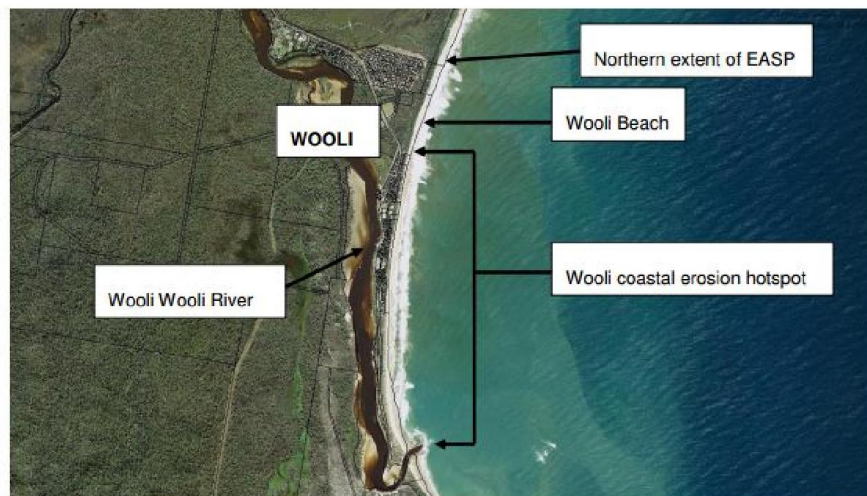 Northern extent of EASP
Wooli Beach
WOOLI
Wooli coastal erosion hotspot
Wooli Wooli River